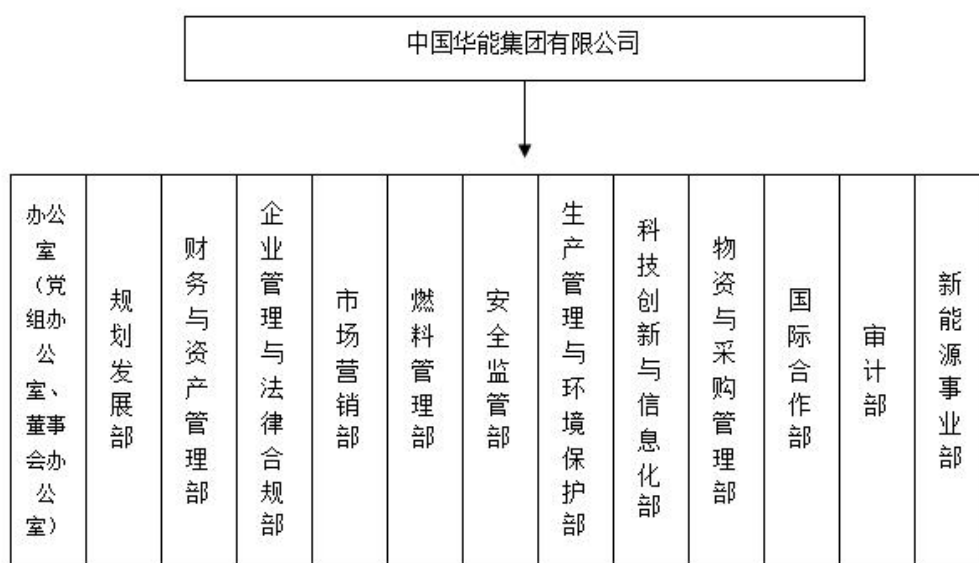 中国华能集团有限公司
办公
室
（党
组办
公
室、
董事
会办
公
室）
规划发展部
财务与资产管理部
企业管理与法律合规部
市场营销部
燃料管理部
安全监管部
生产管理与环境保护部
科技创新与信息化部
物资与采购管理部
国际合作部
审计部
新能源事业部